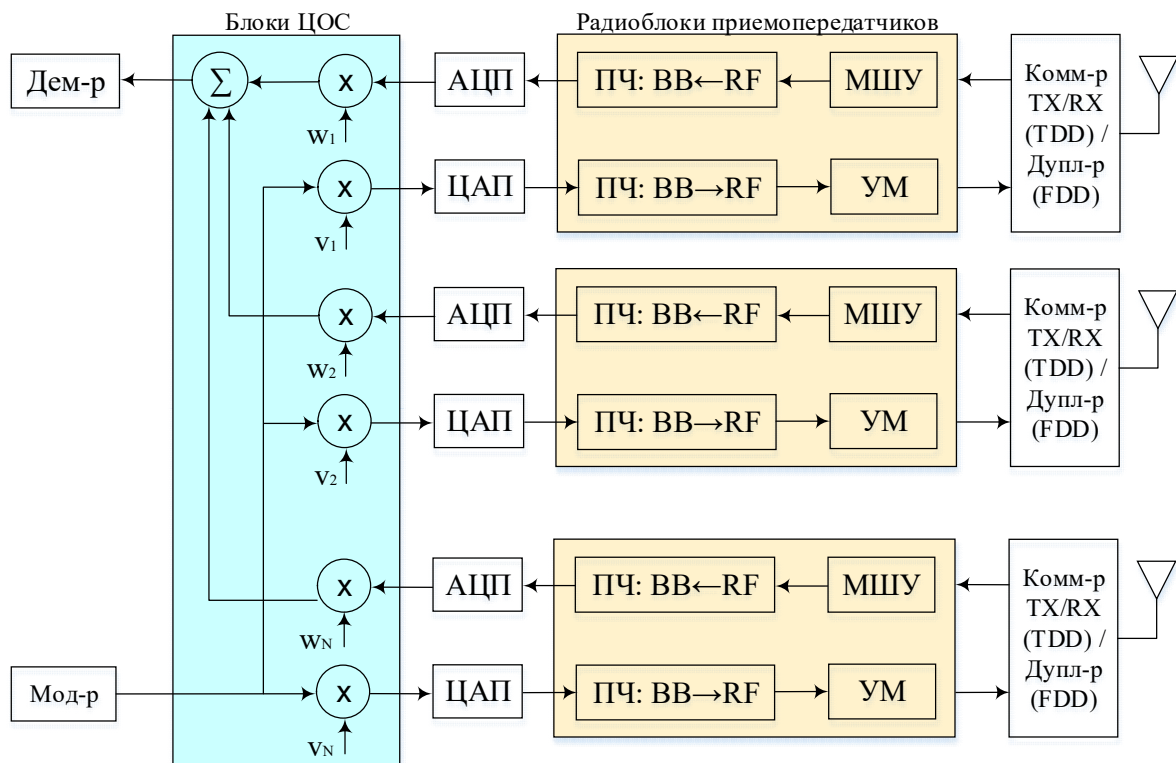 Блоки ЦОС
Радиоблоки приемопередатчиков
Дем-р
∑
x
АЦП
ПЧ: BB←RF
МШУ
Комм-р
TX/RX
(TDD) /
Дупл-р
(FDD)
w1
x
ЦАП
ПЧ: BB→RF
УМ
v1
x
АЦП
ПЧ: BB←RF
МШУ
Комм-р
TX/RX
(TDD) /
Дупл-р
(FDD)
w2
x
ЦАП
ПЧ: BB→RF
УМ
v2
x
АЦП
ПЧ: BB←RF
МШУ
Комм-р
TX/RX
(TDD) /
Дупл-р
(FDD)
wN
Мод-р
x
ЦАП
ПЧ: BB→RF
УМ
vN